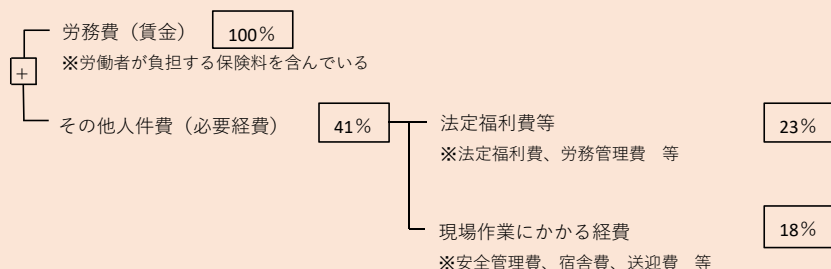 労務費（賃金） 100%
※労働者が負担する保険料を含んでいる
+
その他人件費（必要経費） 41% 法定福利費等 23%
※法定福利費、労務管理費　等
現場作業にかかる経費 18%
※安全管理費、宿舎費、送迎費　等